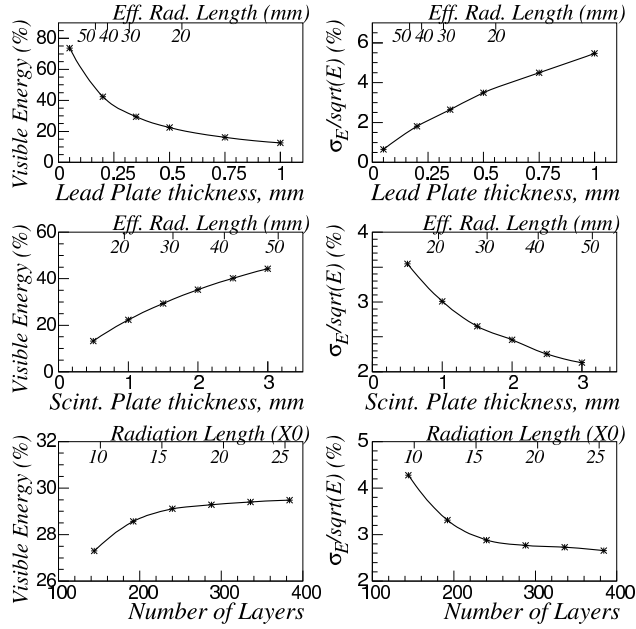 Eff. Rad. Length (mm)
50 40 30 20
Visible Energy (%)
80
60
40
20
0
0 0.25 0.5 0.75 1
Lead Plate thickness, mm
Eff. Rad. Length (mm)
50 40 30 20
σE/sqrt(E) (%)
6
4
2
0
0 0.25 0.5 0.75 1
Lead Plate thickness, mm
Eff. Rad. Length (mm)
20 30 40 50
Visible Energy (%)
60
40
20
0
0 1 2 3
Scint. Plate thickness, mm
Eff. Rad. Length (mm)
20 30 40 50
σE/sqrt(E) (%)
4
3
2
0 1 2 3
Scint. Plate thickness, mm
Radiation Length (X0)
10 15 20 25
Visible Energy (%)
32
30
28
26
100 200 300 400
Number of Layers
Radiation Length (X0)
10 15 20 25
σE/sqrt(E) (%)
5
4
3
2
100 200 300 400
Number of Layers